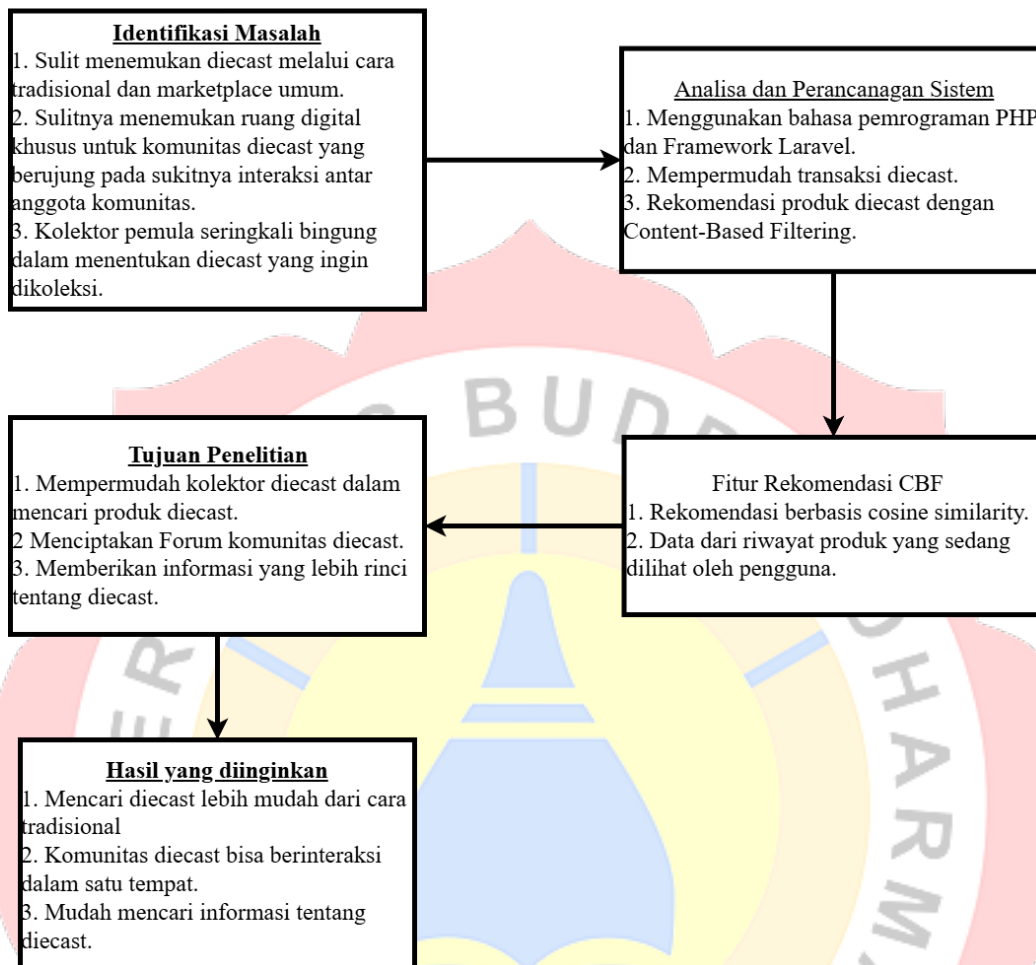 Identifikasi Masalah
1. Sulit menemukan diecast melalui cara
tradisional dan marketplace umum.
2. Sulitnya menemukan ruang digital
khusus untuk komunitas diecast yang
berujung pada sukitnya interaksi antar
anggota komunitas.
3. Kolektor pemula seringkali bingung
dalam menentukan diecast yang ingin
dikoleksi.
Analisa dan Perancanagan Sistem
1. Menggunakan bahasa pemrograman PHP
dan Framework Laravel.
2. Mempermudah transaksi diecast.
3. Rekomendasi produk diecast dengan
Content-Based Filtering.
Fitur Rekomendasi CBF
1. Rekomendasi berbasis cosine similarity.
2. Data dari riwayat produk yang sedang
dilihat oleh pengguna.
Tujuan Penelitian
1. Mempermudah kolektor diecast dalam
mencari produk diecast.
2 Menciptakan Forum komunitas diecast.
3. Memberikan informasi yang lebih rinci
tentang diecast.
Hasil yang diinginkan
1. Mencari diecast lebih mudah dari cara
tradisional
2. Komunitas diecast bisa berinteraksi
dalam satu tempat.
3. Mudah mencari informasi tentang
diecast.